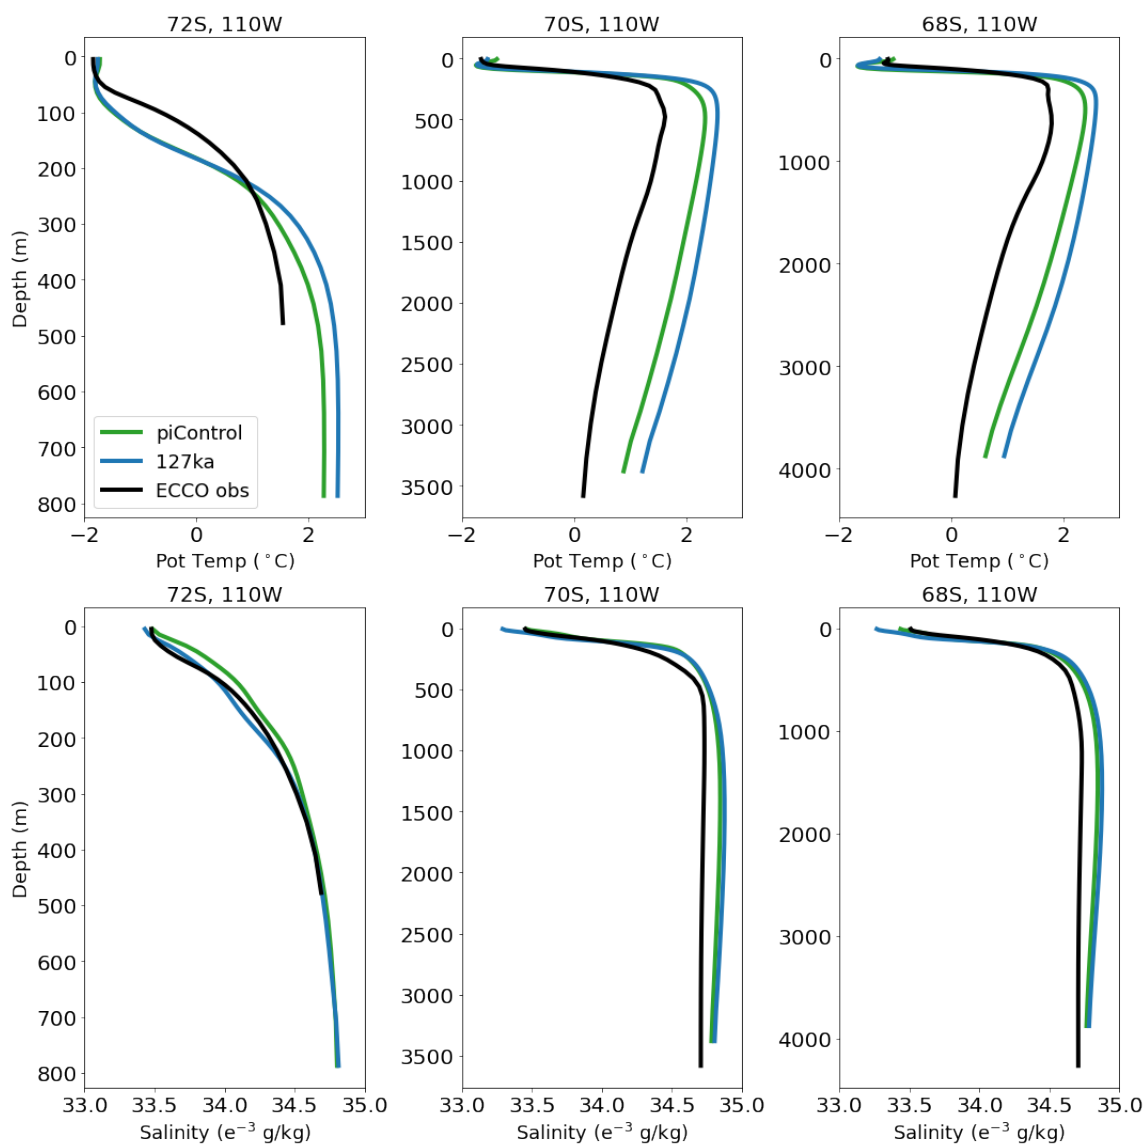 72S, 110W
70S, 110W
68S, 110W
Depth (m)
0
100
200
300
400
500
600
700
800
0
500
1000
1500
2000
2500
3000
3500
0
1000
2000
3000
4000
piControl
127ka
ECCO obs
−2 0 2
−2 0 2
−2 0 2
Pot Temp (°C)
Pot Temp (°C)
Pot Temp (°C)
72S, 110W
70S, 110W
68S, 110W
Depth (m)
0
100
200
300
400
500
600
700
800
0
500
1000
1500
2000
2500
3000
3500
0
1000
2000
3000
4000
33.0 33.5 34.0 34.5 35.0
33.0 33.5 34.0 34.5 35.0
33.0 33.5 34.0 34.5 35.0
Salinity (e⁻³ g/kg)
Salinity (e⁻³ g/kg)
Salinity (e⁻³ g/kg)